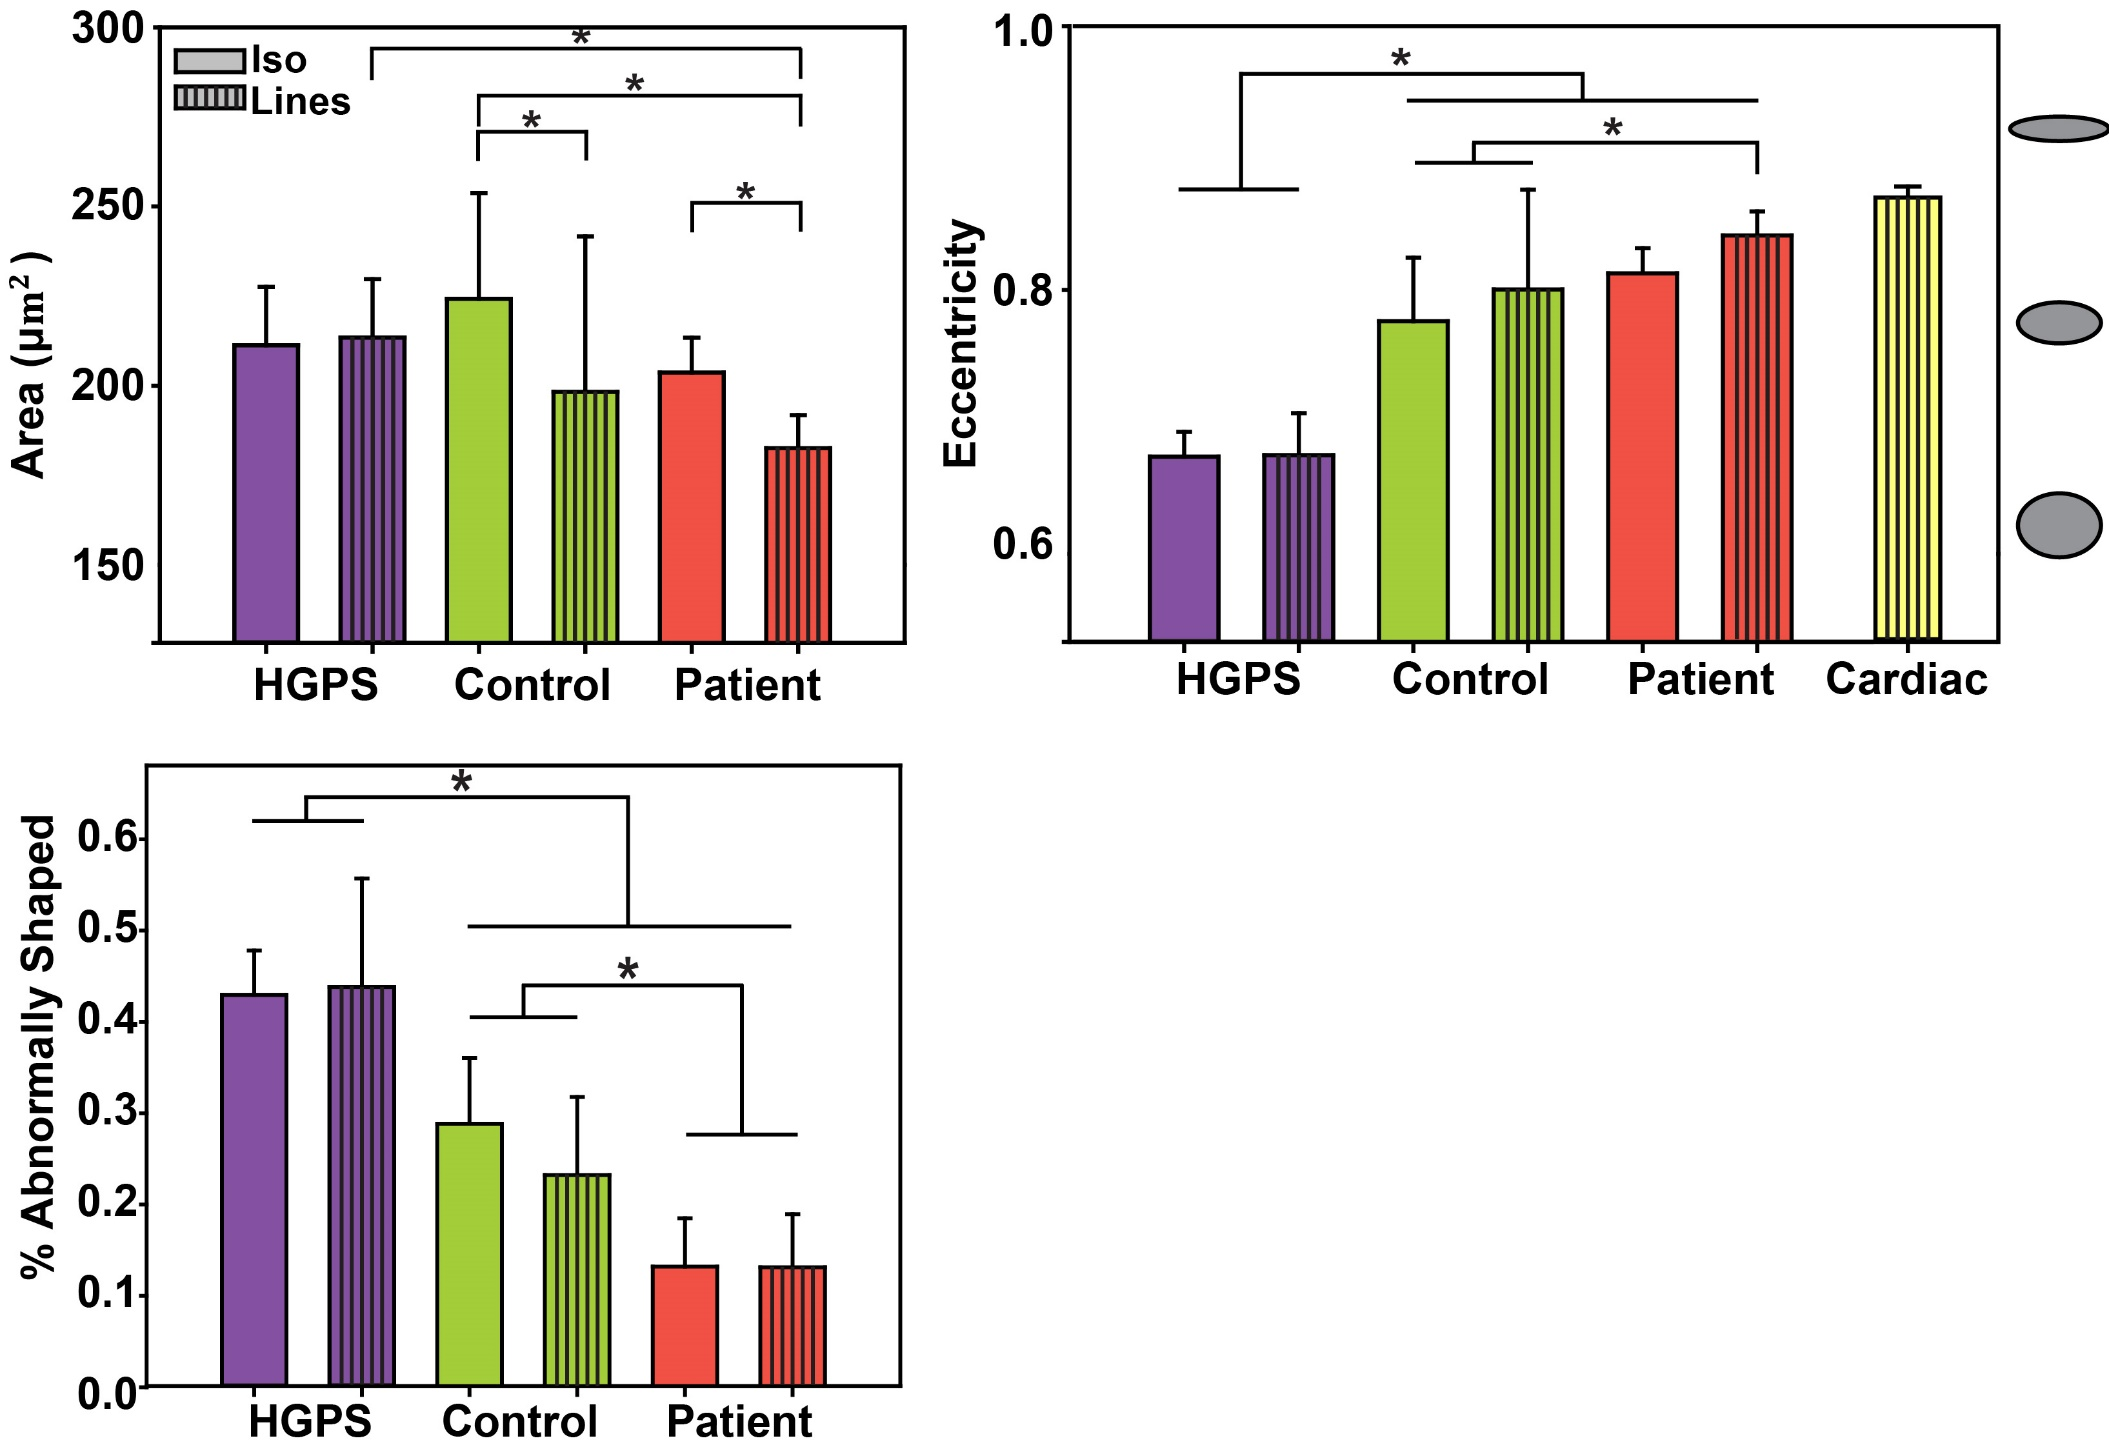 300
250
200
150
Area (μm²)
Iso
Lines
*
*
*
*
HGPS Control Patient
1.0
0.8
0.6
Eccentricity
*
*
HGPS Control Patient Cardiac
0.6
0.5
0.4
0.3
0.2
0.1
0.0
% Abnormally Shaped
*
*
HGPS Control Patient